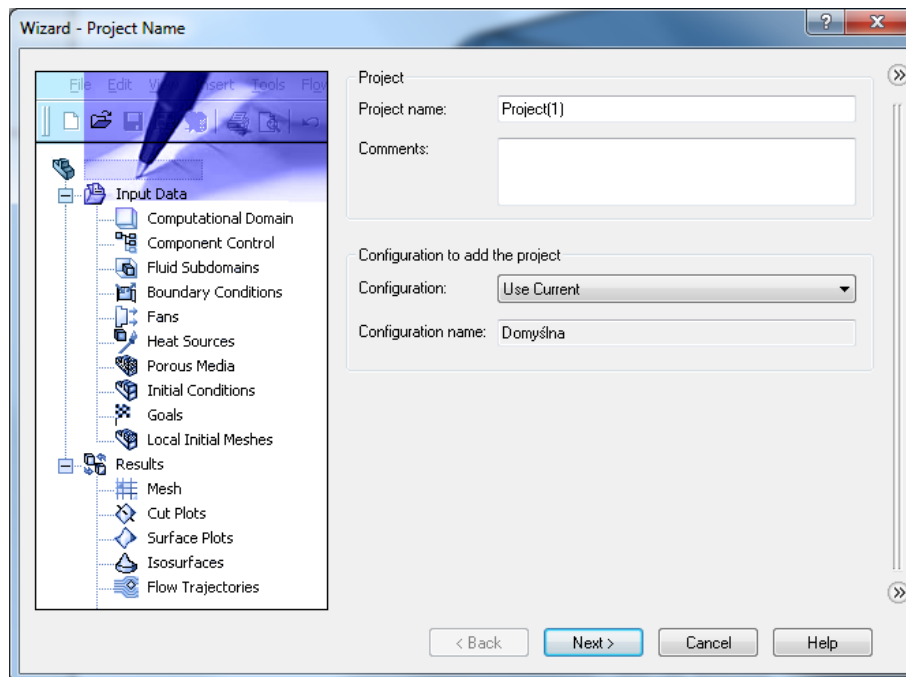 Wizard - Project Name
File Edit View Insert Tools Flow
Input Data
Computational Domain
Component Control
Fluid Subdomains
Boundary Conditions
Fans
Heat Sources
Porous Media
Initial Conditions
Goals
Local Initial Meshes
Results
Mesh
Cut Plots
Surface Plots
Isosurfaces
Flow Trajectories
Project
Project name: Project(1)
Comments:
Configuration to add the project
Configuration: Use Current
Configuration name: Domyślna
< Back Next > Cancel Help